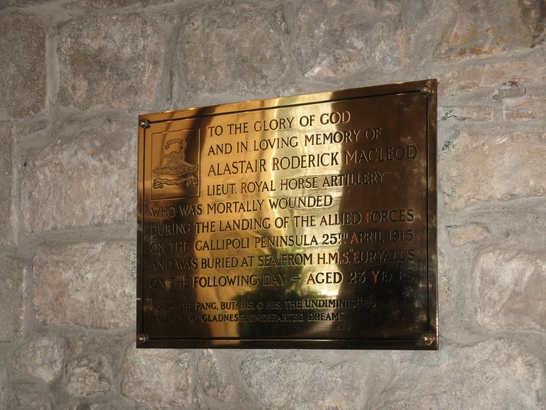 TO THE GLORY OF GOD
AND IN LOVING MEMORY OF
ALASTAIR RODERICK MACLEOD
LIEUT. ROYAL HORSE ARTILLERY
WHO WAS MORTALLY WOUNDED
DURING THE LANDING OF THE ALLIED FORCES
ON THE GALLIPOLI PENINSULA 25TH APRIL 1915
AND WAS BURIED AT SEA FROM H.M.S. EURYALUS
ON THE FOLLOWING DAY – AGED 23 YEARS
THE PANG, BUT HIS, O HIS, THE UNDIMINISHED
GLADNESS, UNDEPARTED DREAM